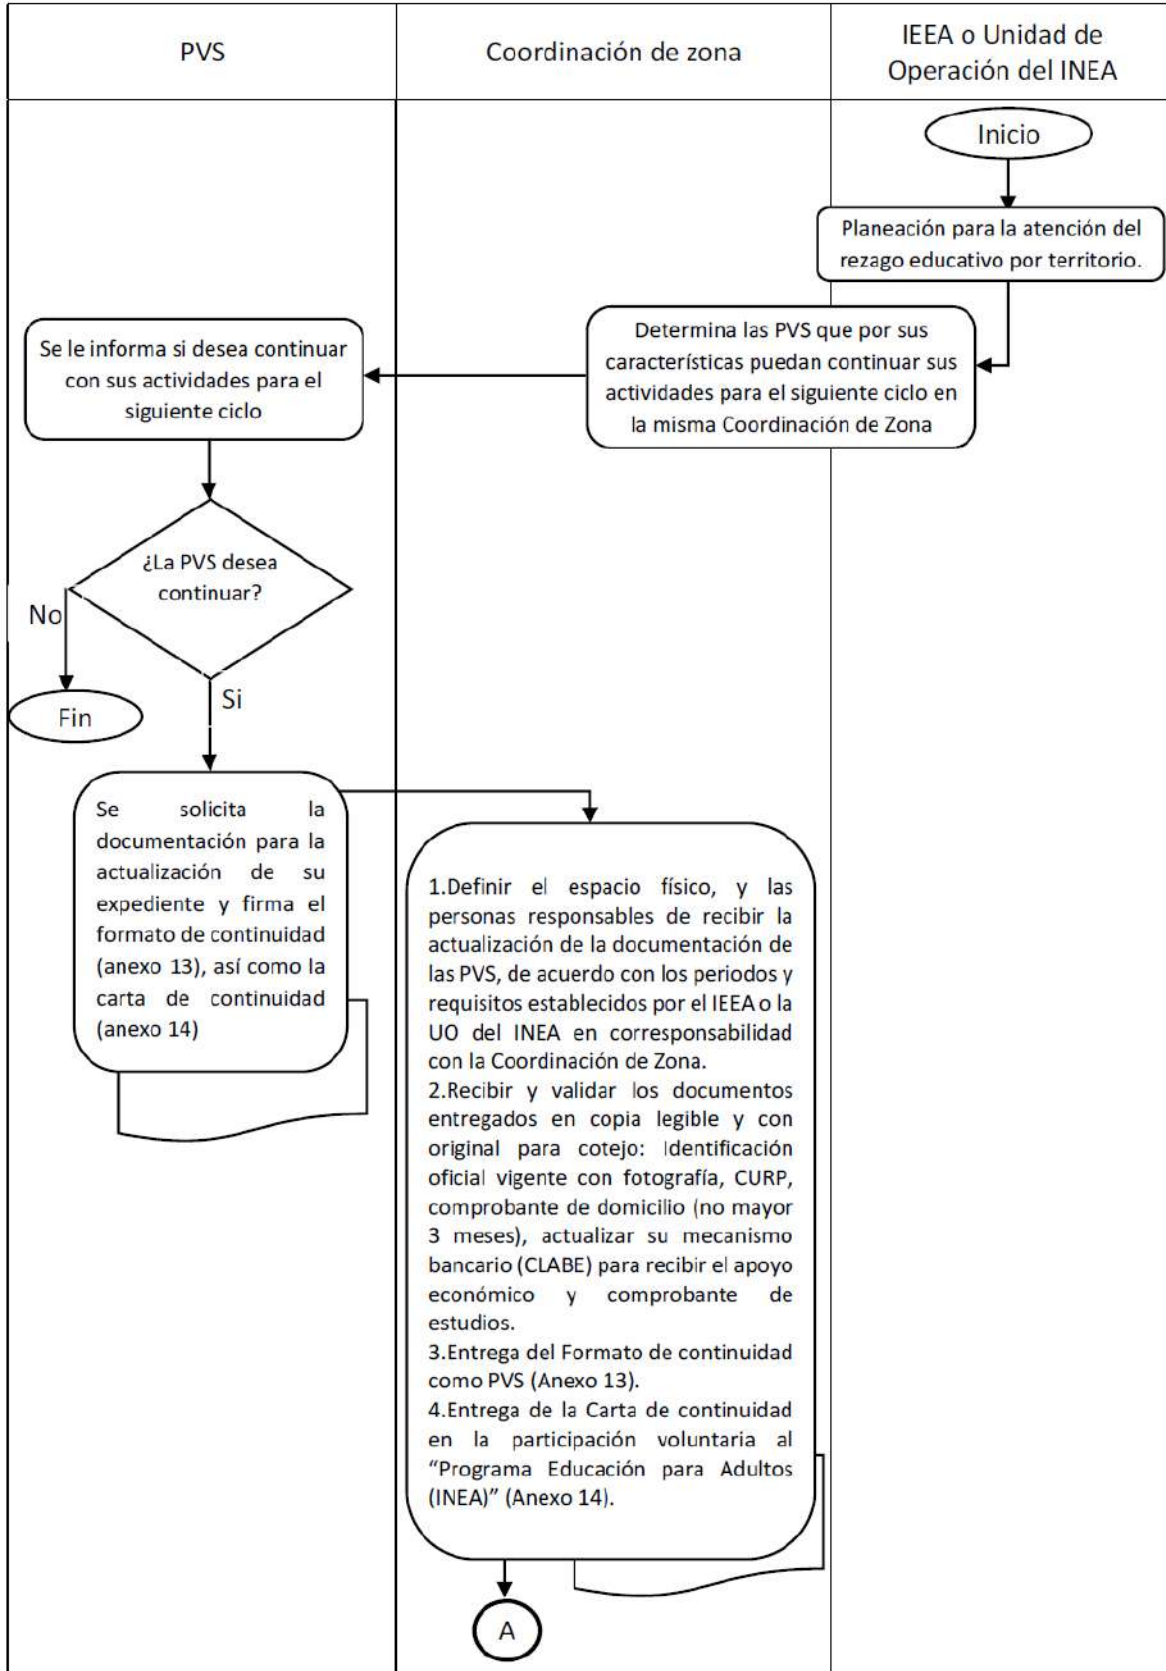 PVS
Coordinación de zona
IEEA o Unidad de
Operación del INEA
Inicio
Planeación para la atención del
rezago educativo por territorio.
Determina las PVS que por sus
características puedan continuar sus
actividades para el siguiente ciclo en
la misma Coordinación de Zona
Se le informa si desea continuar
con sus actividades para el
siguiente ciclo
¿La PVS desea
continuar?
No
Fin
Si
Se solicita la
documentación para la
actualización de su
expediente y firma el
formato de continuidad
(anexo 13), así como la
carta de continuidad
(anexo 14)
1.Definir el espacio físico, y las
personas responsables de recibir la
actualización de la documentación de
las PVS, de acuerdo con los periodos y
requisitos establecidos por el IEEA o la
UO del INEA en corresponsabilidad
con la Coordinación de Zona.
2.Recibir y validar los documentos
entregados en copia legible y con
original para cotejo: Identificación
oficial vigente con fotografía, CURP,
comprobante de domicilio (no mayor
3 meses), actualizar su mecanismo
bancario (CLABE) para recibir el apoyo
económico y comprobante de
estudios.
3.Entrega del Formato de continuidad
como PVS (Anexo 13).
4.Entrega de la Carta de continuidad
en la participación voluntaria al
“Programa Educación para Adultos
(INEA)” (Anexo 14).
A